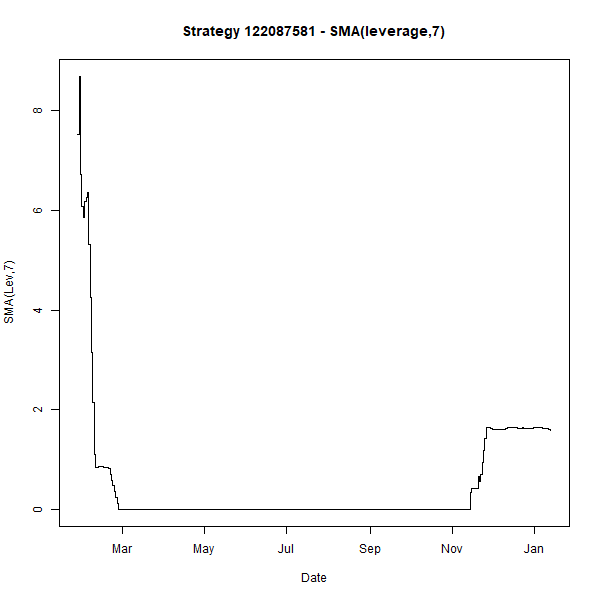 Strategy 122087581 - SMA(leverage,7)
SMA(Lev,7)
8
6
4
2
0
Mar May Jul Sep Nov Jan
Date